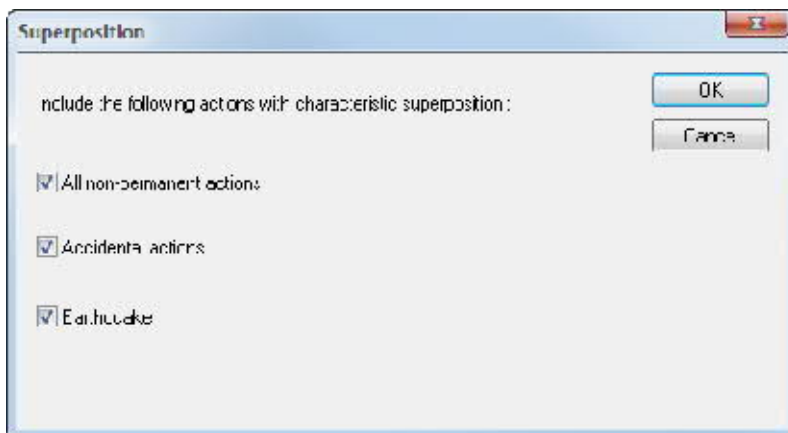 Superposition
Include the following actions with characteristic superposition :
OK
Cancel
All non-permanent actions
Accidental actions
Earthquake